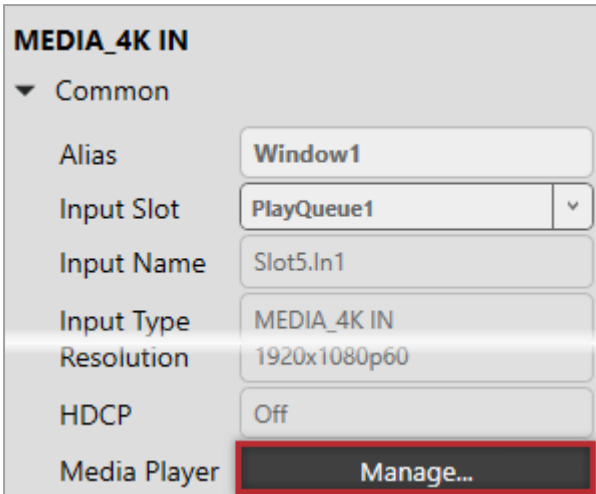 MEDIA_4K IN
Common
Alias Window1
Input Slot PlayQueue1
Input Name Slot5.In1
Input Type MEDIA_4K IN
Resolution 1920x1080p60
HDCP Off
Media Player Manage...